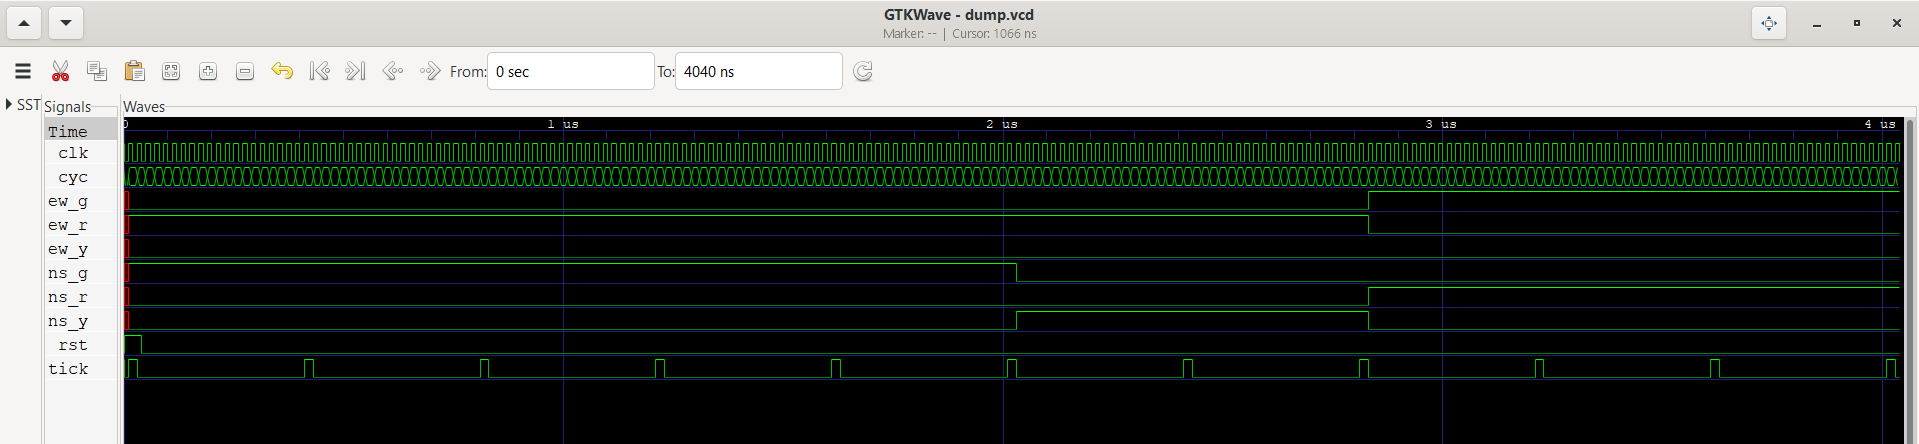 GTKWave - dump.vcd
Marker: -- | Cursor: 1066 ns
From: 0 sec To: 4040 ns
SST
Signals
Waves
Time
0 1 us 2 us 3 us 4 us
clk
cyc
ew_g
ew_r
ew_y
ns_g
ns_r
ns_y
rst
tick